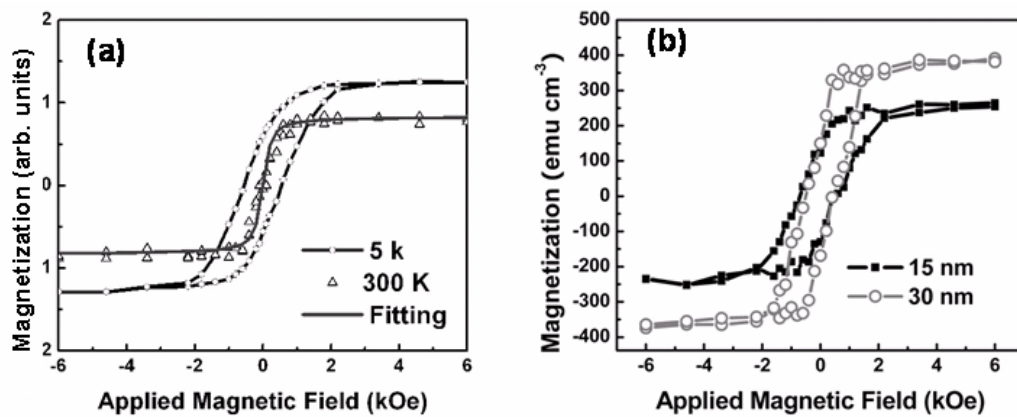 (a)
Magnetization (arb. units)
2
1
0
1
2
-6 -4 -2 0 2 4 6
Applied Magnetic Field (kOe)
5 k
300 K
Fitting
(b)
Magnetization (emu cm-3)
400
300
200
100
0
-100
-200
-300
-400
-6 -4 -2 0 2 4 6
Applied Magnetic Field (kOe)
15 nm
30 nm